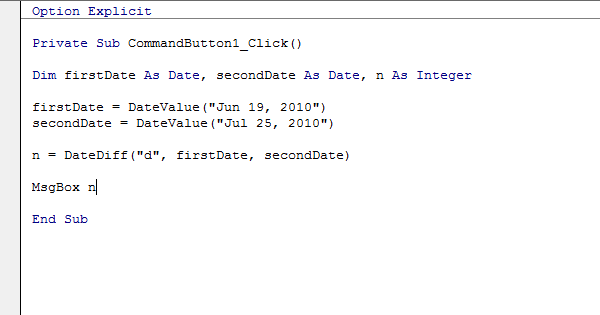 Option Explicit
Private Sub CommandButton1_Click()
Dim firstDate As Date, secondDate As Date, n As Integer
firstDate = DateValue("Jun 19, 2010")
secondDate = DateValue("Jul 25, 2010")
n = DateDiff("d", firstDate, secondDate)
MsgBox n
End Sub